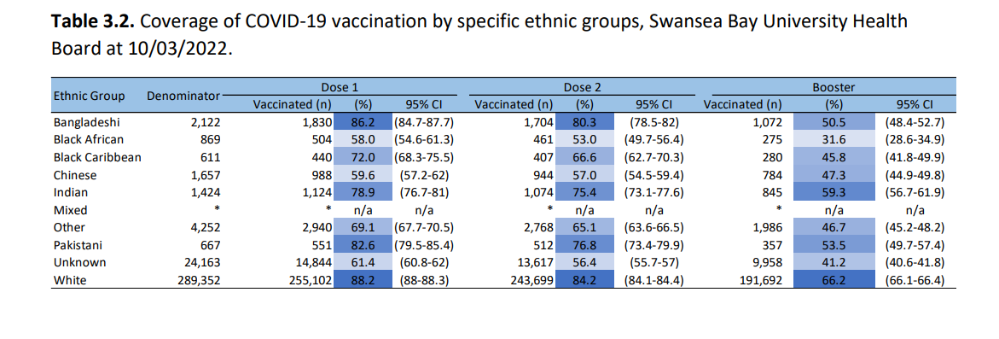 Table 3.2. Coverage of COVID-19 vaccination by specific ethnic groups, Swansea Bay University Health
Board at 10/03/2022.
Ethnic Group Denominator Dose 1 Dose 2 Booster
Vaccinated (n) (%) 95% CI Vaccinated (n) (%) 95% CI Vaccinated (n) (%) 95% CI
Bangladeshi 2,122 1,830 86.2 (84.7-87.7) 1,704 80.3 (78.5-82) 1,072 50.5 (48.4-52.7)
Black African 869 504 58.0 (54.6-61.3) 461 53.0 (49.7-56.4) 275 31.6 (28.6-34.9)
Black Caribbean 611 440 72.0 (68.3-75.5) 407 66.6 (62.7-70.3) 280 45.8 (41.8-49.9)
Chinese 1,657 988 59.6 (57.2-62) 944 57.0 (54.5-59.4) 784 47.3 (44.9-49.8)
Indian 1,424 1,124 78.9 (76.7-81) 1,074 75.4 (73.1-77.6) 845 59.3 (56.7-61.9)
Mixed * * n/a n/a * n/a n/a * n/a n/a
Other 4,252 2,940 69.1 (67.7-70.5) 2,768 65.1 (63.6-66.5) 1,986 46.7 (45.2-48.2)
Pakistani 667 551 82.6 (79.5-85.4) 512 76.8 (73.4-79.9) 357 53.5 (49.7-57.4)
Unknown 24,163 14,844 61.4 (60.8-62) 13,617 56.4 (55.7-57) 9,958 41.2 (40.6-41.8)
White 289,352 255,102 88.2 (88-88.3) 243,699 84.2 (84.1-84.4) 191,692 66.2 (66.1-66.4)